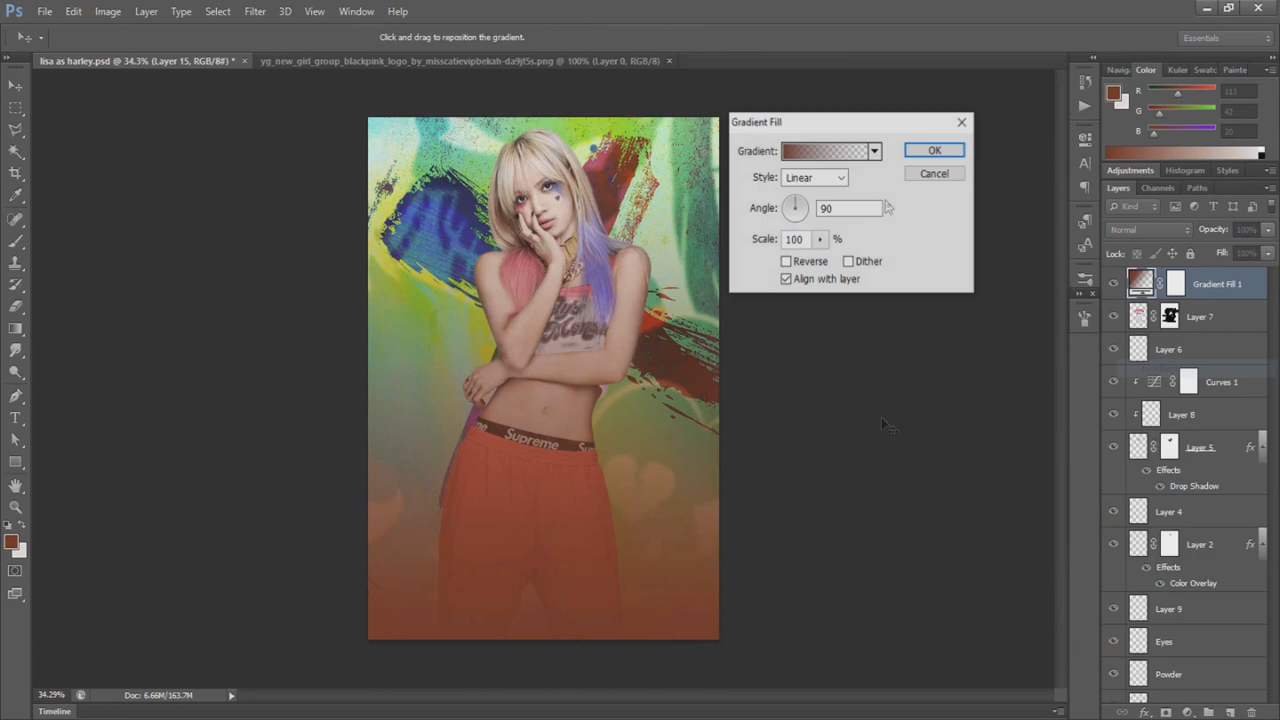 Ps File Edit Image Layer Type Select Filter 3D View Window Help
Click and drag to reposition the gradient.
Essentials
lisa as harley.psd @ 34.3% (Layer 15, RGB/8#) * ×
yg_new_girl_group_blackpink_logo_by_misscatievipbekah-da9jt5s.png @ 100% (Layer 0, RGB/8) ×
Gradient Fill
Gradient:
OK
Style: Linear
Cancel
Angle: 90
Scale: 100 %
Reverse Dither
Align with layer
Supreme
Navig Color Kuler Swatc Painte
R 113
G 42
B 20
Adjustments Histogram Styles
Layers Channels Paths
Kind
Normal Opacity: 100%
Lock: Fill: 100%
Gradient Fill 1
Layer 7
Layer 6
Curves 1
Layer 8
Layer 5 fx
Effects
Drop Shadow
Layer 4
Layer 2 fx
Effects
Color Overlay
Layer 9
Eyes
Powder
34.29% Doc: 6.66M/163.7M
Timeline